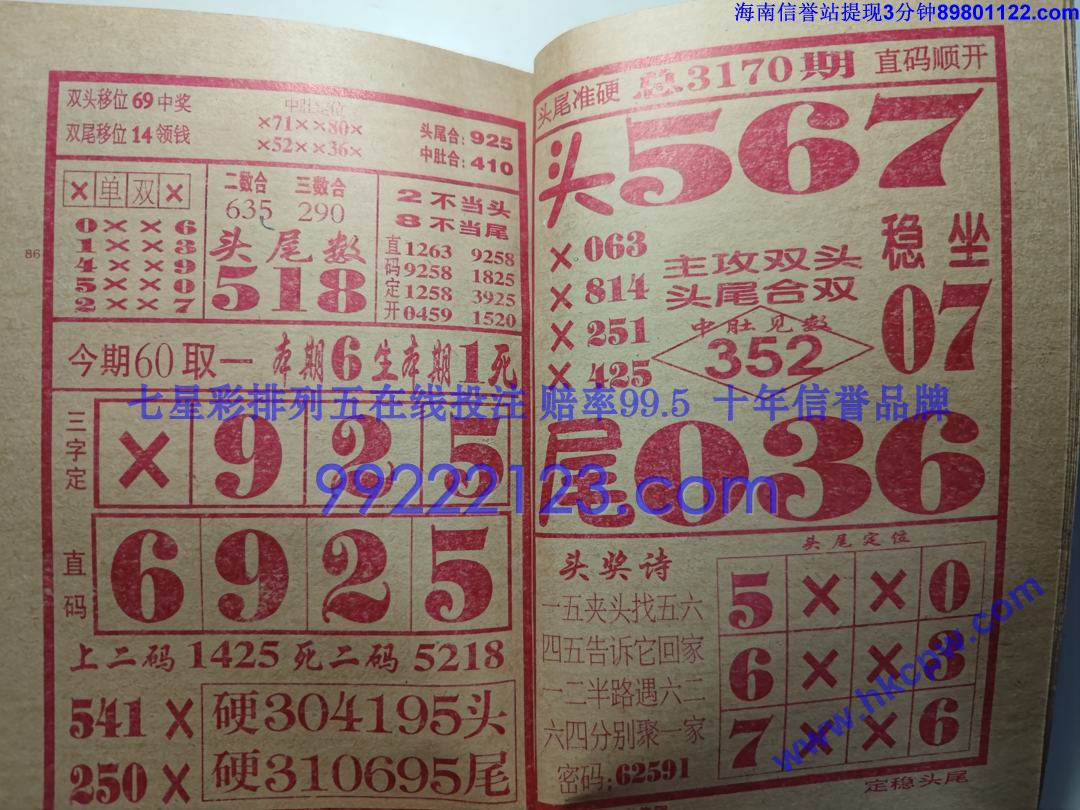 海南信誉站提现3分钟89801122.com
双头移位69中奖
双尾移位14领钱
×71××80×
×52××36×
头尾合:925
中肚合:410
×单双×
0××6
1××3
4××9
5××0
2××7
二数合 三数合
635 290
头尾数
518
2不当头
8不当尾
直码定开
1263 9258
9258 1825
1258 3925
0459 1520
86
今期60取一 本期6生本期1死
三字定
×925
直码
6925
上二码1425死二码5218
541× 硬304195头
250× 硬310695尾
头尾准硬 总3170期 直码顺开
头567
×063
×814
×251
×425
主攻双头
头尾合双
中肚见数
352
稳坐
07
尾036
头奖诗
一五夹头找五六
四五告诉它回家
一二半路遇六二
六四分别聚一家
密码:62591
头尾定位
5××0
6××3
7××6
定稳头尾
七星彩排列五在线投注 赔率99.5 十年信誉品牌
99222123.com
www.hkcpw.com